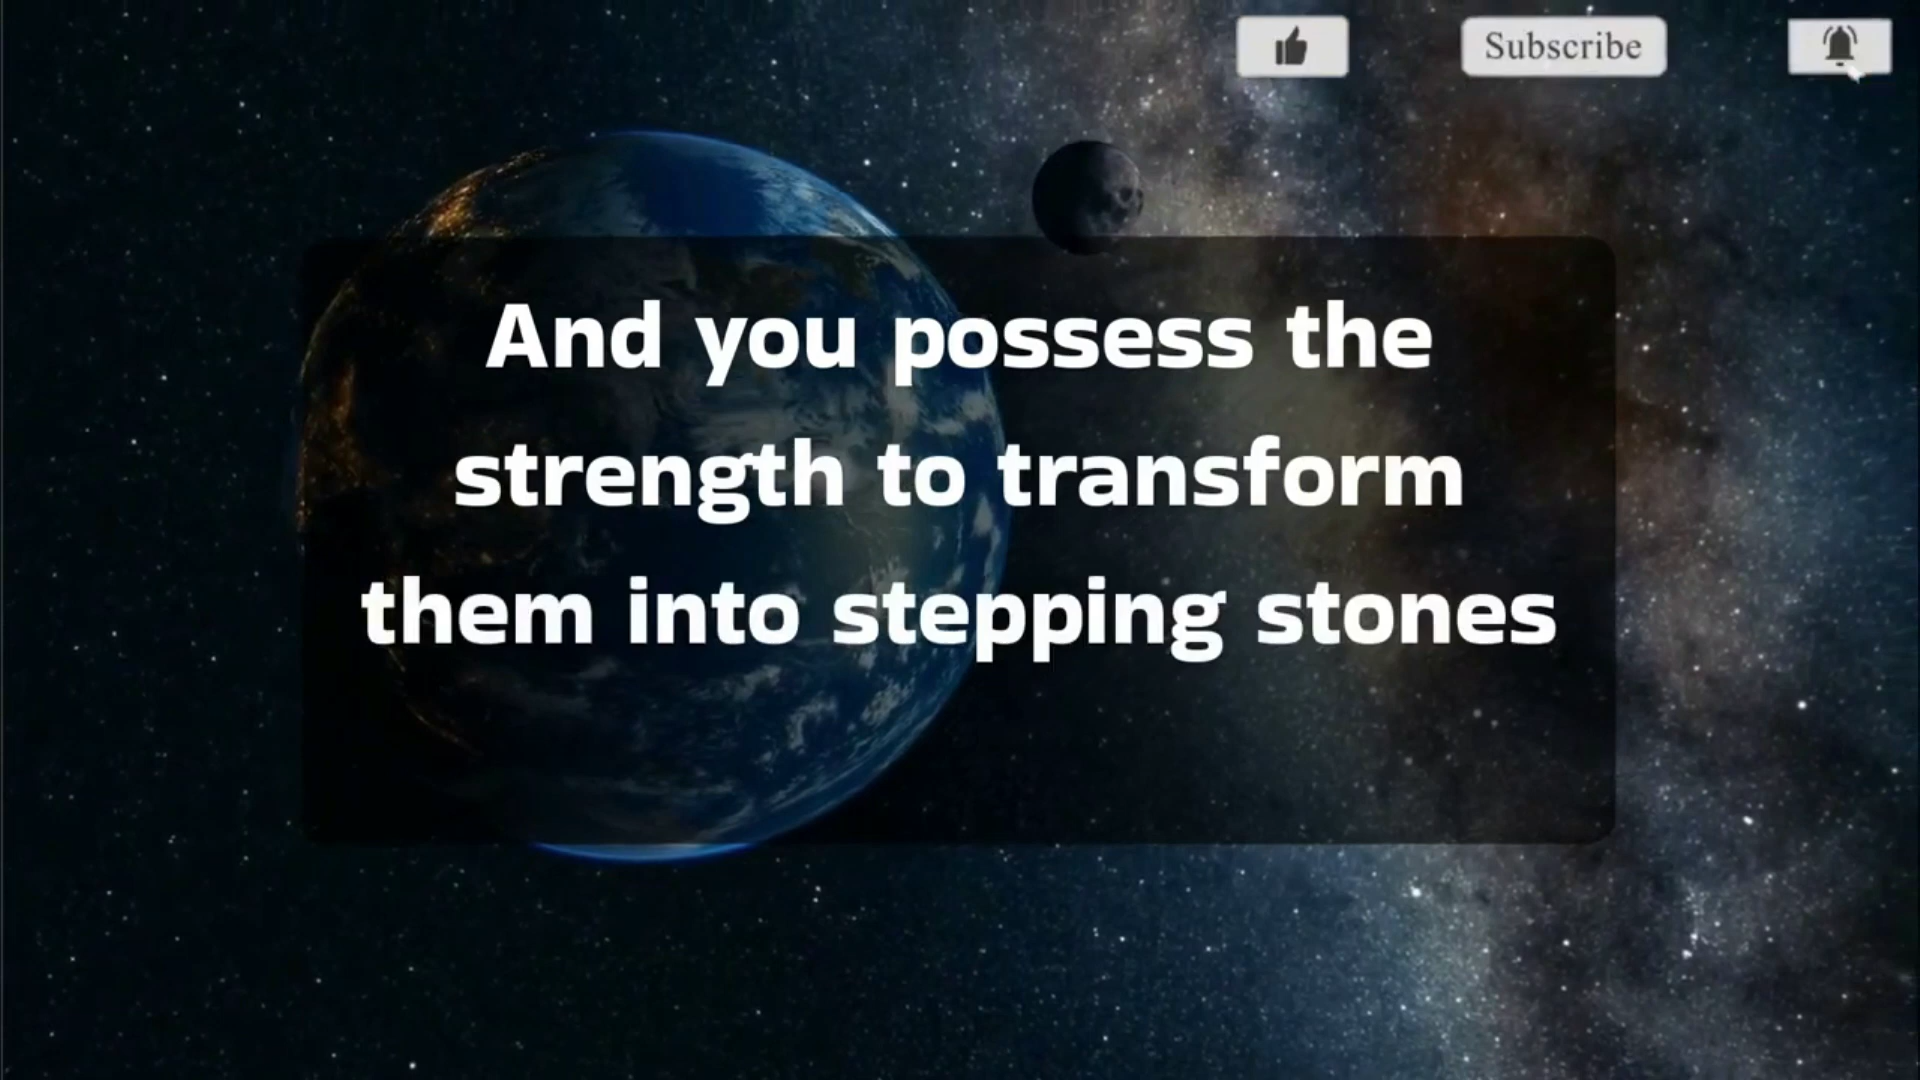 Subscribe
And you possess the
strength to transform
them into stepping stones